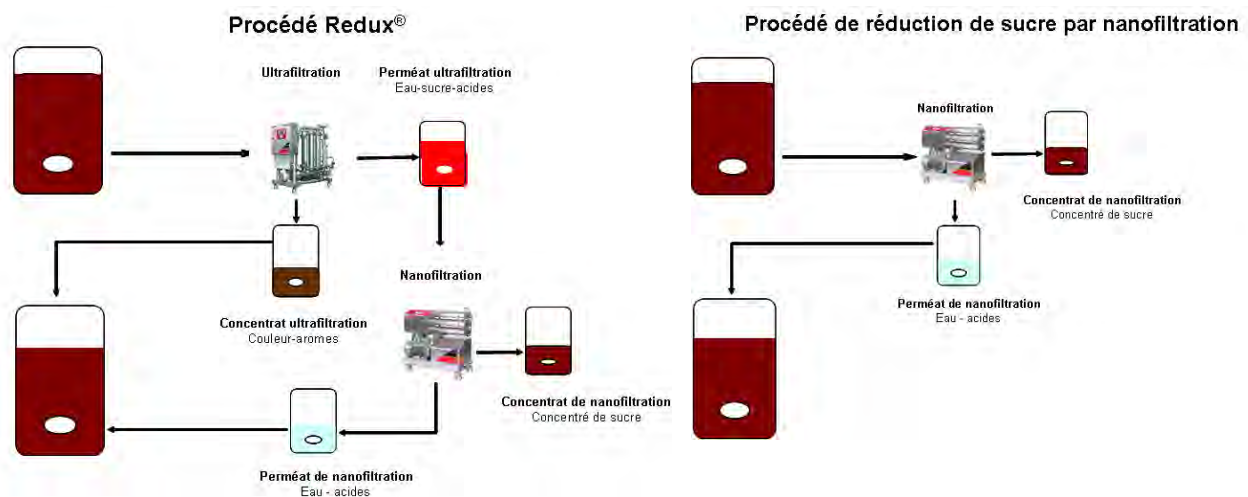 Procédé Redux®
Ultrafiltration
Perméat ultrafiltration
Eau-sucre-acides
Concentrat ultrafiltration
Couleur-aromes
Nanofiltration
Concentrat de nanofiltration
Concentré de sucre
Perméat de nanofiltration
Eau - acides
Procédé de réduction de sucre par nanofiltration
Nanofiltration
Concentrat de nanofiltration
Concentré de sucre
Perméat de nanofiltration
Eau - acides